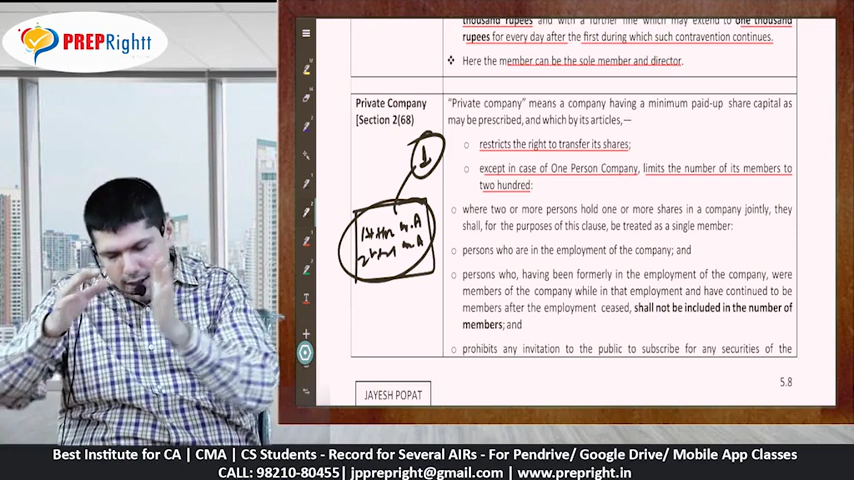 PREPRightt
thousand rupees and with a further fine which may extend to one thousand
rupees for every day after the first during which such contravention continues.
❖ Here the member can be the sole member and director.
Private Company
[Section 2(68)
"Private company" means a company having a minimum paid-up share capital as
may be prescribed, and which by its articles,—
o restricts the right to transfer its shares;
o except in case of One Person Company, limits the number of its members to
two hundred:
o where two or more persons hold one or more shares in a company jointly, they
shall, for the purposes of this clause, be treated as a single member:
o persons who are in the employment of the company; and
o persons who, having been formerly in the employment of the company, were
members of the company while in that employment and have continued to be
members after the employment ceased, shall not be included in the number of
members; and
o prohibits any invitation to the public to subscribe for any securities of the
1
5.8
JAYESH POPAT
Best Institute for CA | CMA | CS Students - Record for Several AIRs - For Pendrive/ Google Drive/ Mobile App Classes
CALL: 98210-80455| jpprepright@gmail.com | www.prepright.in